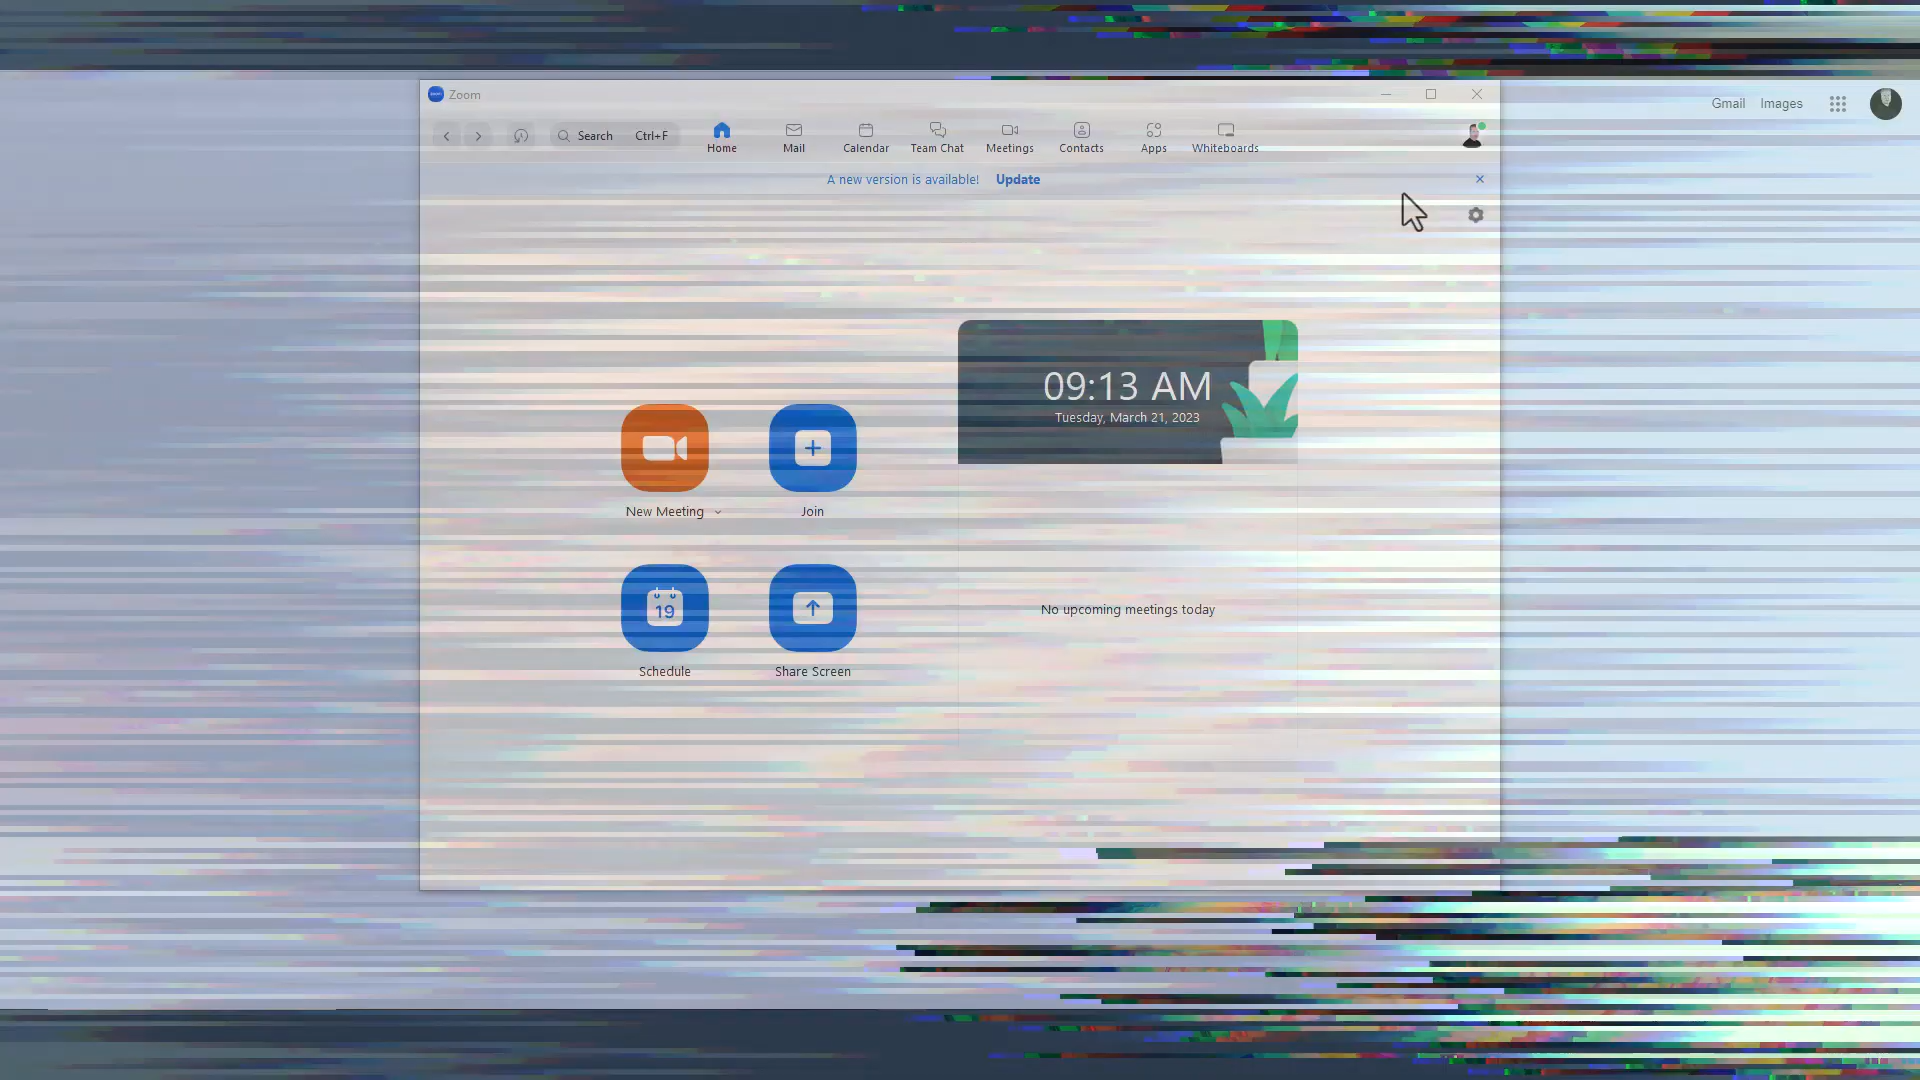 Zoom
Gmail Images
Search Ctrl+F
Home Mail Calendar Team Chat Meetings Contacts Apps Whiteboards
A new version is available! Update
09:13 AM
Tuesday, March 21, 2023
New Meeting Join
19
No upcoming meetings today
Schedule Share Screen